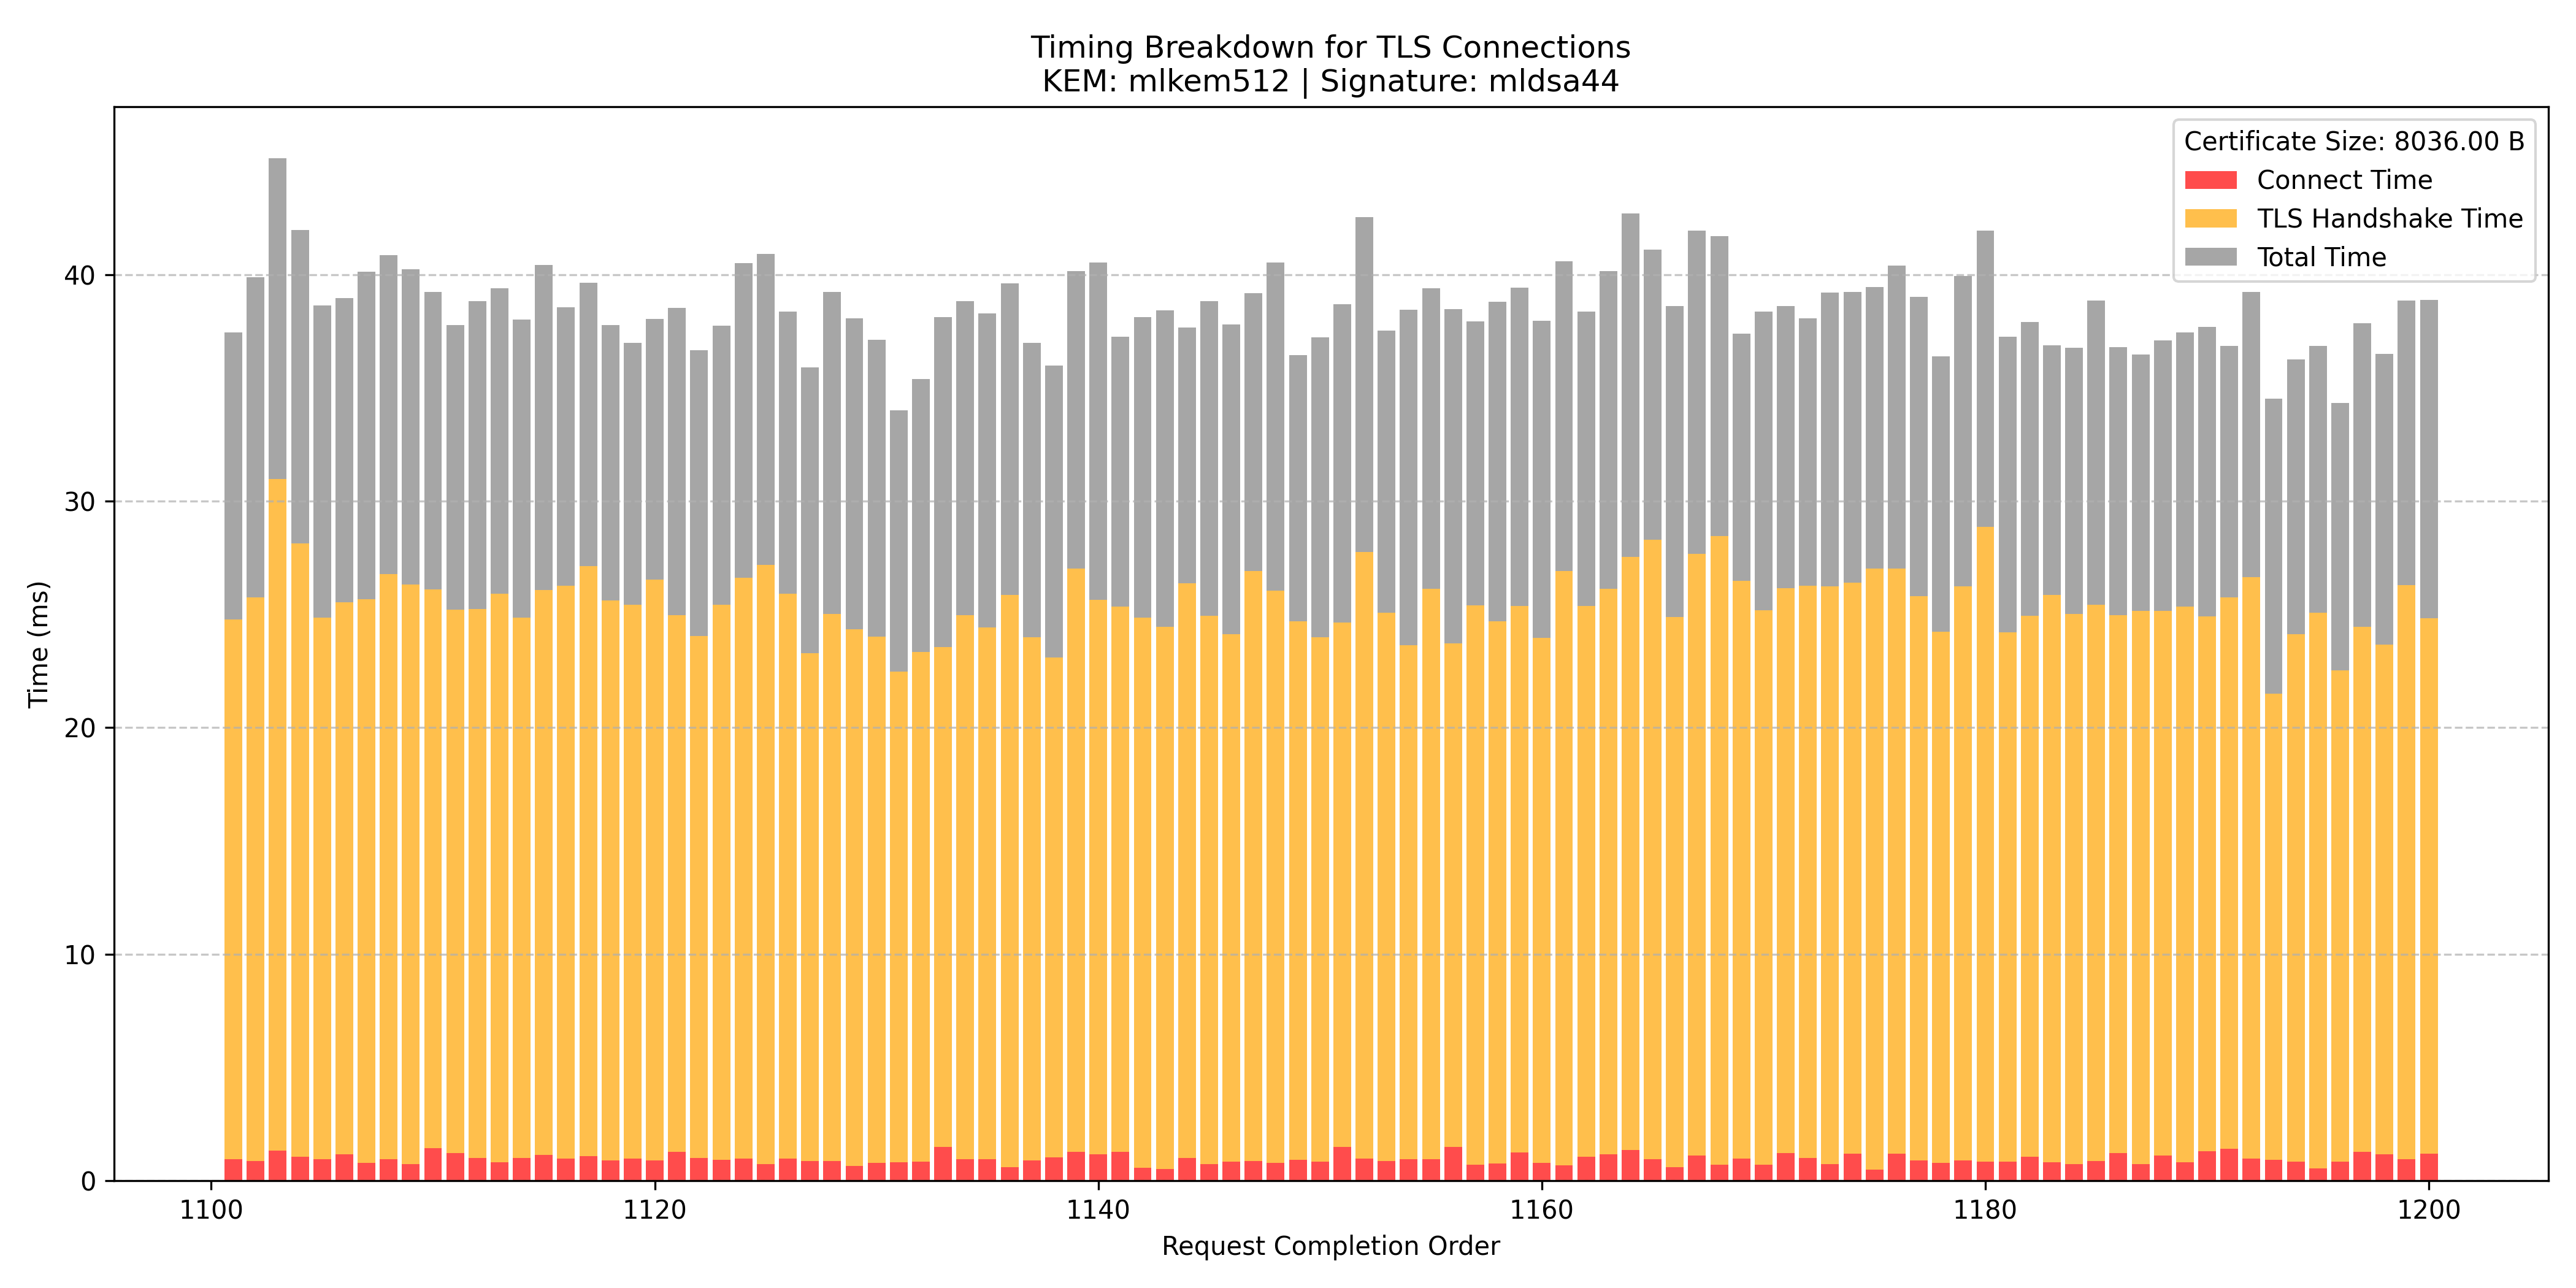 Timing Breakdown for TLS Connections
KEM: mlkem512 | Signature: mldsa44
Certificate Size: 8036.00 B
Connect Time
TLS Handshake Time
Total Time
Time (ms)
40
30
20
10
0
1100 1120 1140 1160 1180 1200
Request Completion Order